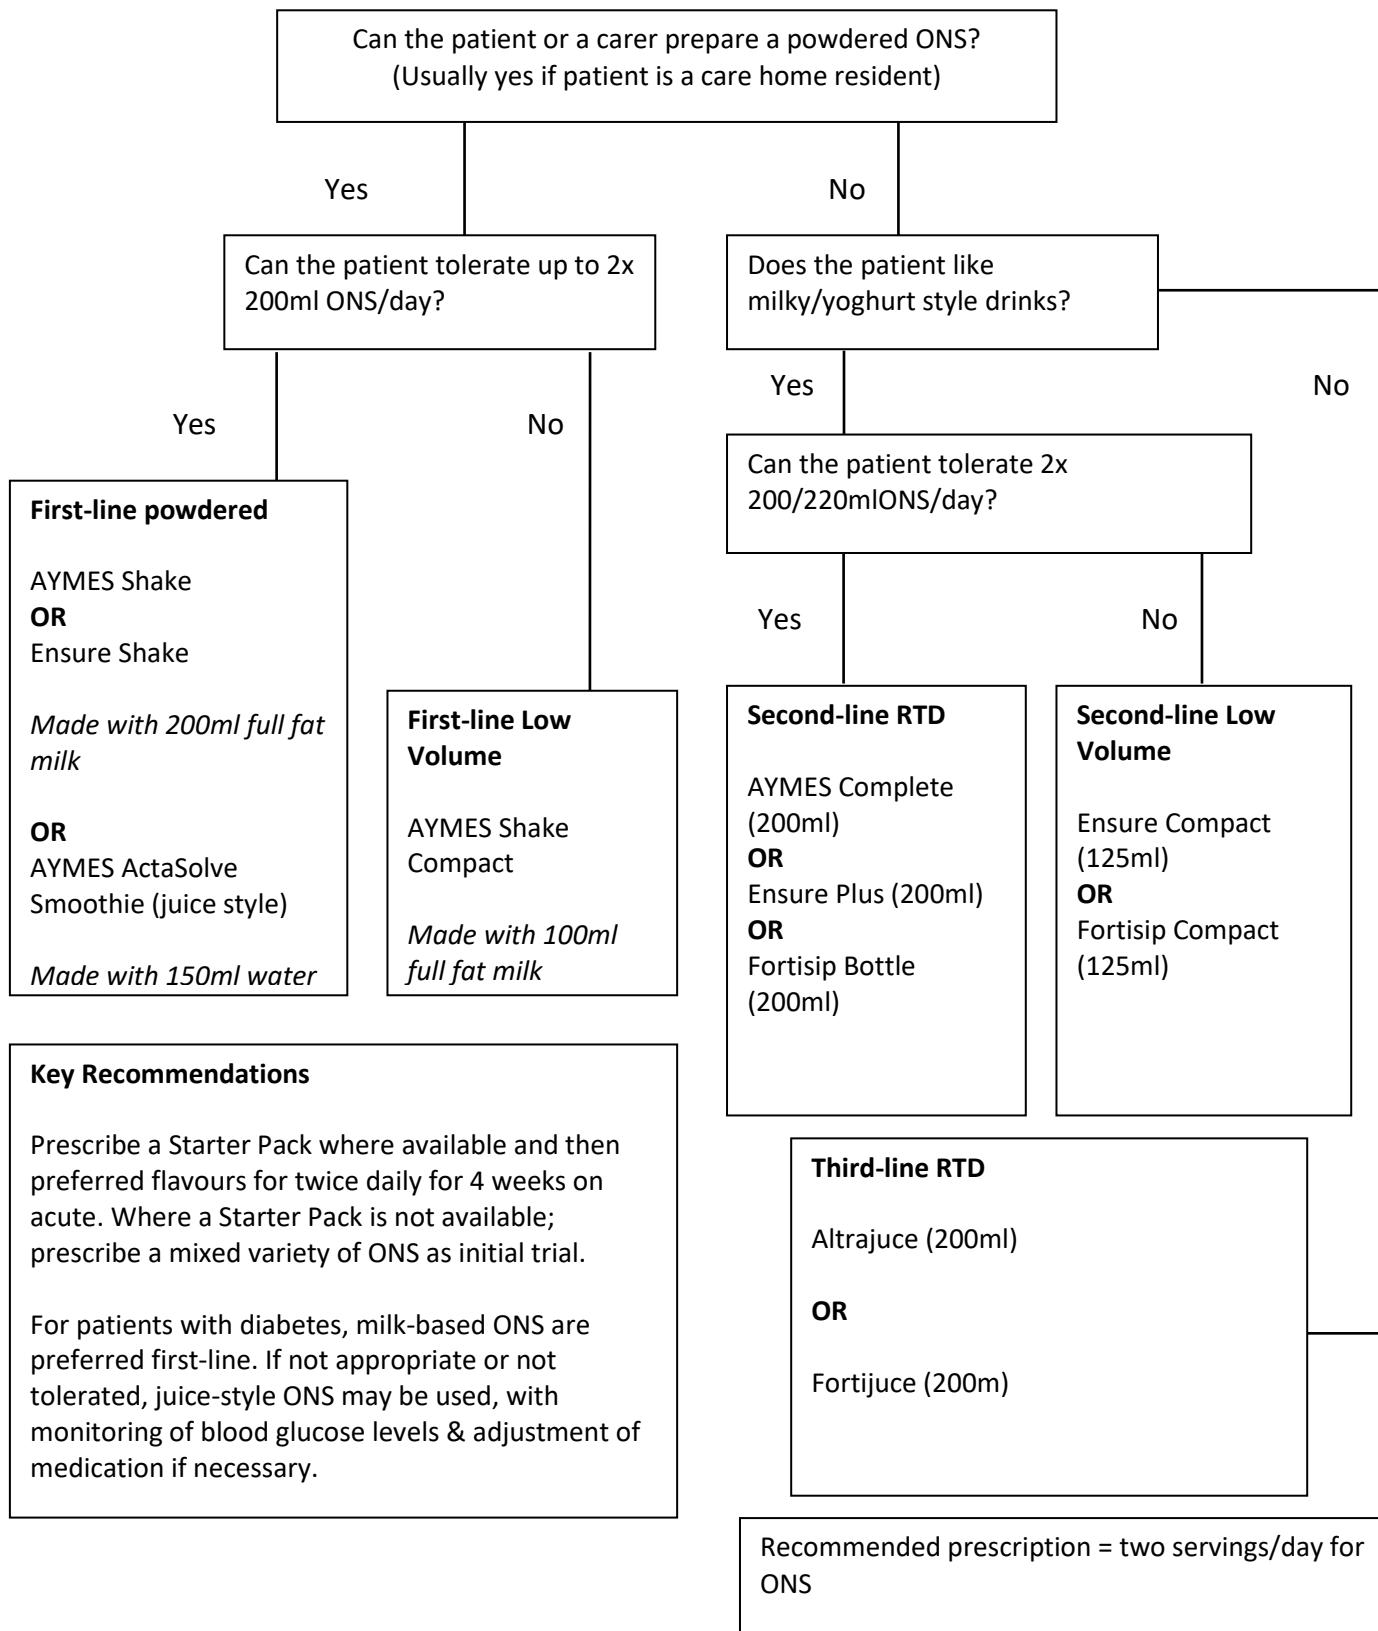 Can the patient or a carer prepare a powdered ONS?
(Usually yes if patient is a care home resident)
Yes
No
Can the patient tolerate up to 2x
200ml ONS/day?
Does the patient like
milky/yoghurt style drinks?
Yes
No
Yes
No
Can the patient tolerate 2x
200/220mlONS/day?
Yes
No
First-line powdered
AYMES Shake
OR
Ensure Shake
Made with 200ml full fat
milk
OR
AYMES ActaSolve
Smoothie (juice style)
Made with 150ml water
First-line Low
Volume
AYMES Shake
Compact
Made with 100ml
full fat milk
Second-line RTD
AYMES Complete
(200ml)
OR
Ensure Plus (200ml)
OR
Fortisip Bottle
(200ml)
Second-line Low
Volume
Ensure Compact
(125ml)
OR
Fortisip Compact
(125ml)
Key Recommendations
Prescribe a Starter Pack where available and then
preferred flavours for twice daily for 4 weeks on
acute. Where a Starter Pack is not available;
prescribe a mixed variety of ONS as initial trial.
For patients with diabetes, milk-based ONS are
preferred first-line. If not appropriate or not
tolerated, juice-style ONS may be used, with
monitoring of blood glucose levels & adjustment of
medication if necessary.
Third-line RTD
Altrajuce (200ml)
OR
Fortijuce (200m)
Recommended prescription = two servings/day for
ONS